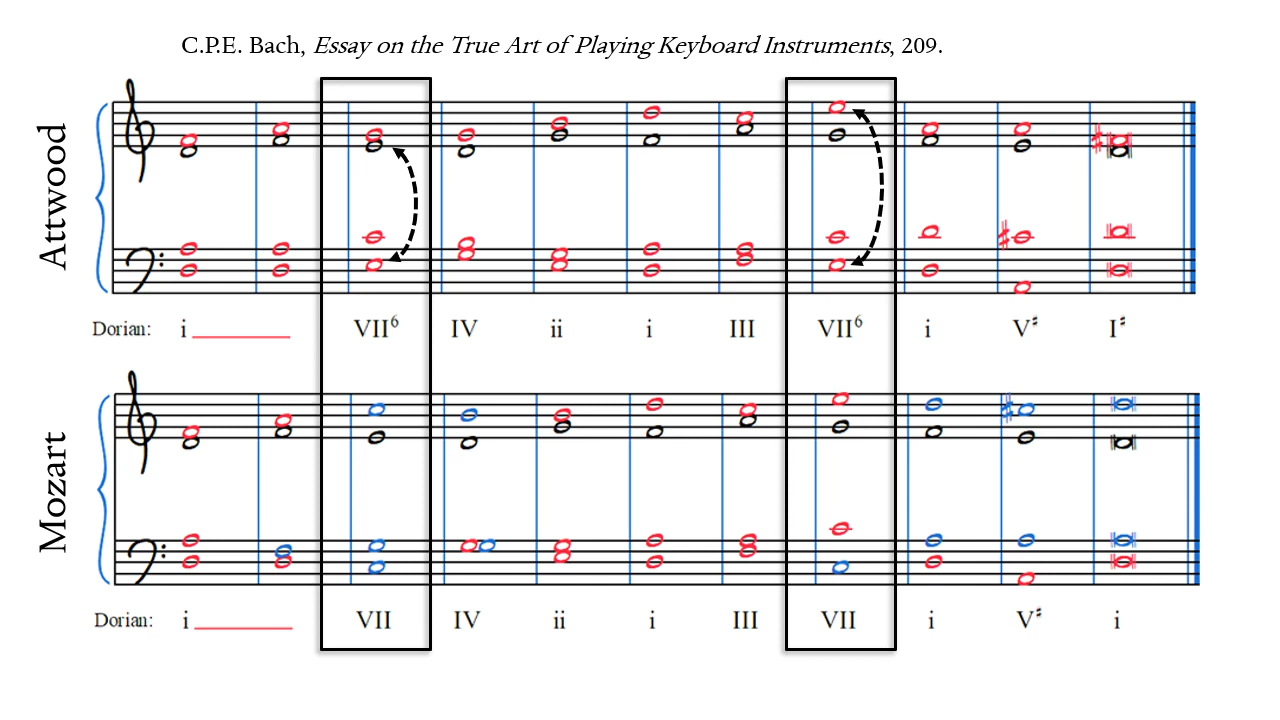 C.P.E. Bach, Essay on the True Art of Playing Keyboard Instruments, 209.
Attwood
Dorian: i VII⁶ IV ii i III VII⁶ i V♯ I♯
Mozart
Dorian: i VII IV ii i III VII i V♯ i